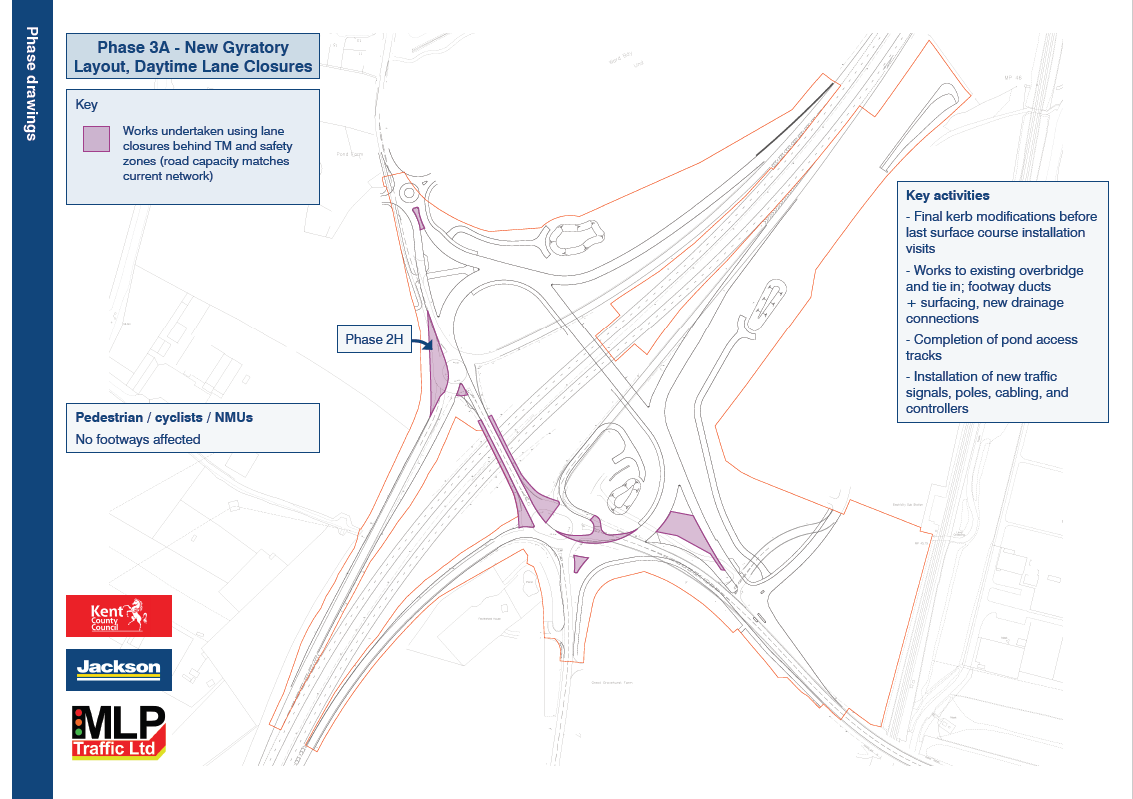 Phase drawings
Phase 3A - New Gyratory
Layout, Daytime Lane Closures
Key
Works undertaken using lane
closures behind TM and safety
zones (road capacity matches
current network)
Phase 2H
Pedestrian / cyclists / NMUs
No footways affected
Key activities
- Final kerb modifications before
last surface course installation
visits
- Works to existing overbridge
and tie in; footway ducts
+ surfacing, new drainage
connections
- Completion of pond access
tracks
- Installation of new traffic
signals, poles, cabling, and
controllers
Kent
County
Council
Jackson
MLP
Traffic Ltd